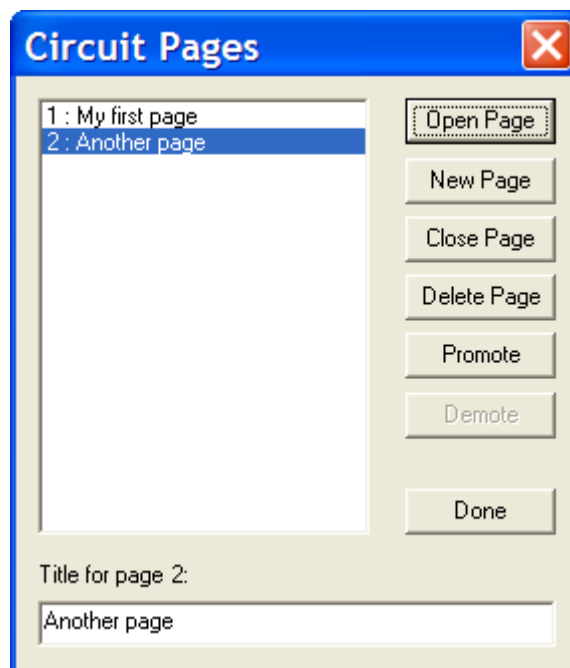 Circuit Pages
1 : My first page
2 : Another page
Open Page
New Page
Close Page
Delete Page
Promote
Demote
Done
Title for page 2:
Another page